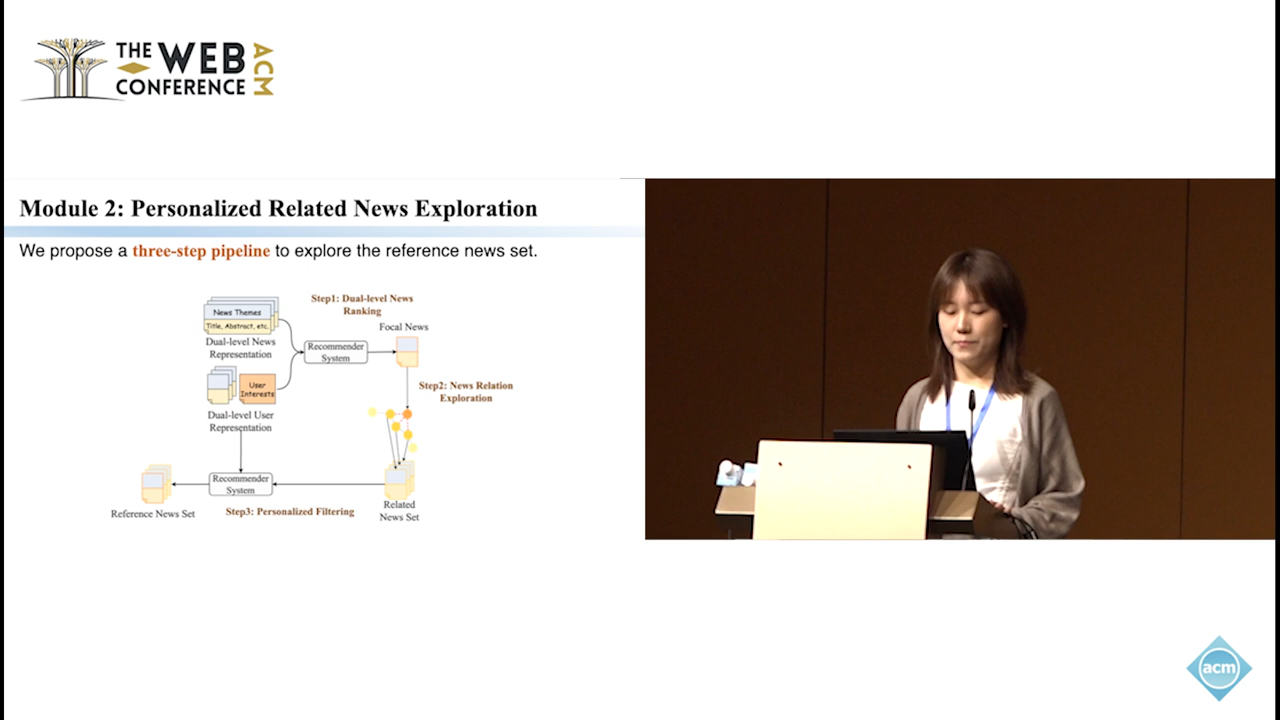 THE WEB
CONFERENCE
ACM
Module 2: Personalized Related News Exploration
We propose a three-step pipeline to explore the reference news set.
Step1: Dual-level News
Ranking
News Themes
Title, Abstract, etc.
Dual-level News
Representation
Focal News
Recommender
System
User
Interests
Dual-level User
Representation
Step2: News Relation
Exploration
Recommender
System
Reference News Set
Step3: Personalized Filtering
Related
News Set
acm